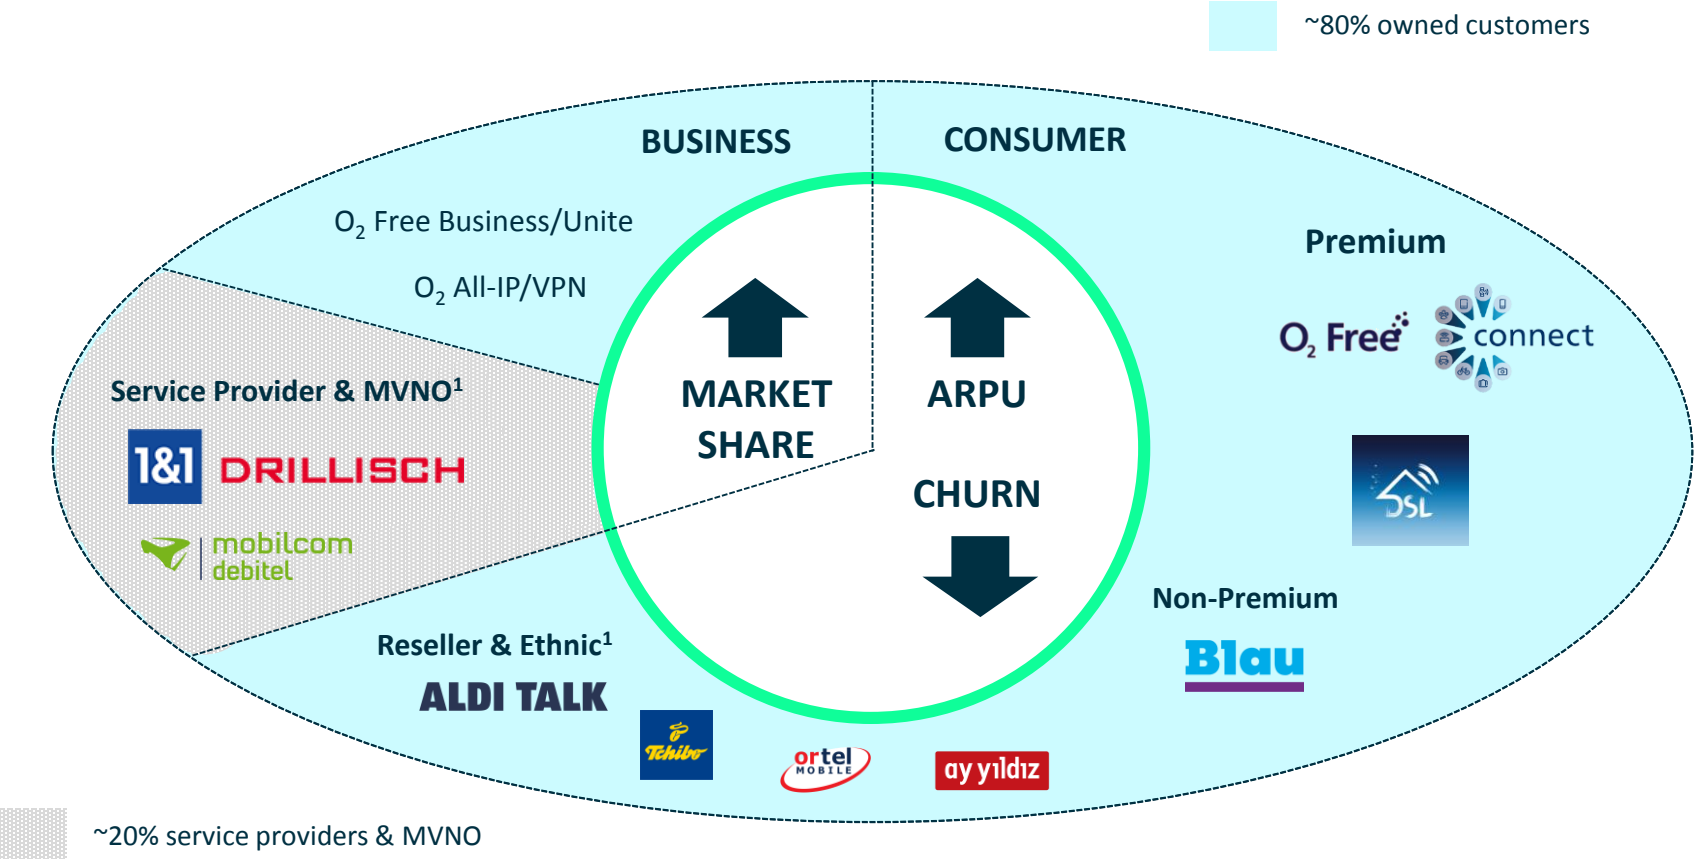 ~80% owned customers
BUSINESS
CONSUMER
O₂ Free Business/Unite
O₂ All-IP/VPN
Premium
O₂ Free
connect
MARKET
SHARE
ARPU
CHURN
Service Provider & MVNO¹
1&1 DRILLISCH
mobilcom
debitel
DSL
Non-Premium
Blau
Reseller & Ethnic¹
ALDI TALK
Tchibo
ortel
MOBILE
ay yıldız
~20% service providers & MVNO